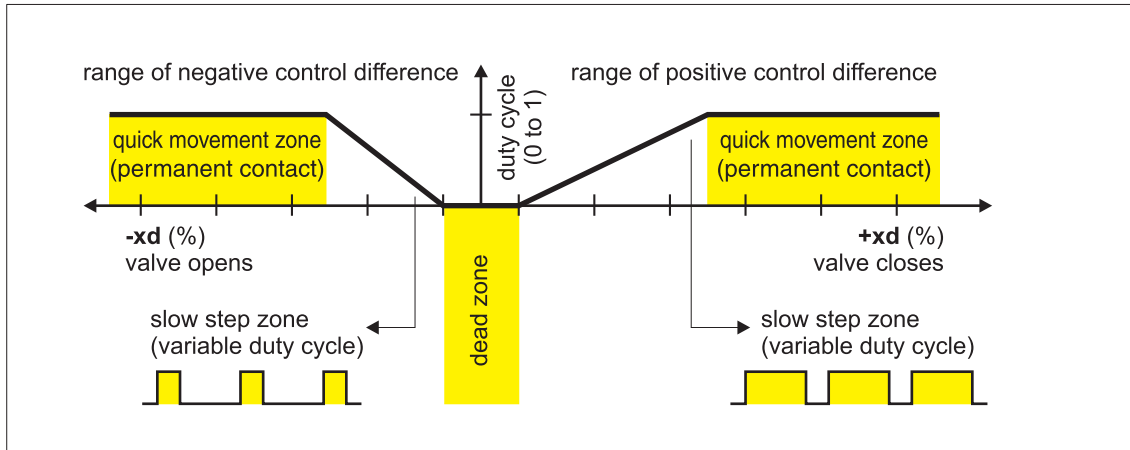 range of negative control difference
range of positive control difference
duty cycle
(0 to 1)
quick movement zone
(permanent contact)
quick movement zone
(permanent contact)
-xd (%)
valve opens
+xd (%)
valve closes
dead zone
slow step zone
(variable duty cycle)
slow step zone
(variable duty cycle)